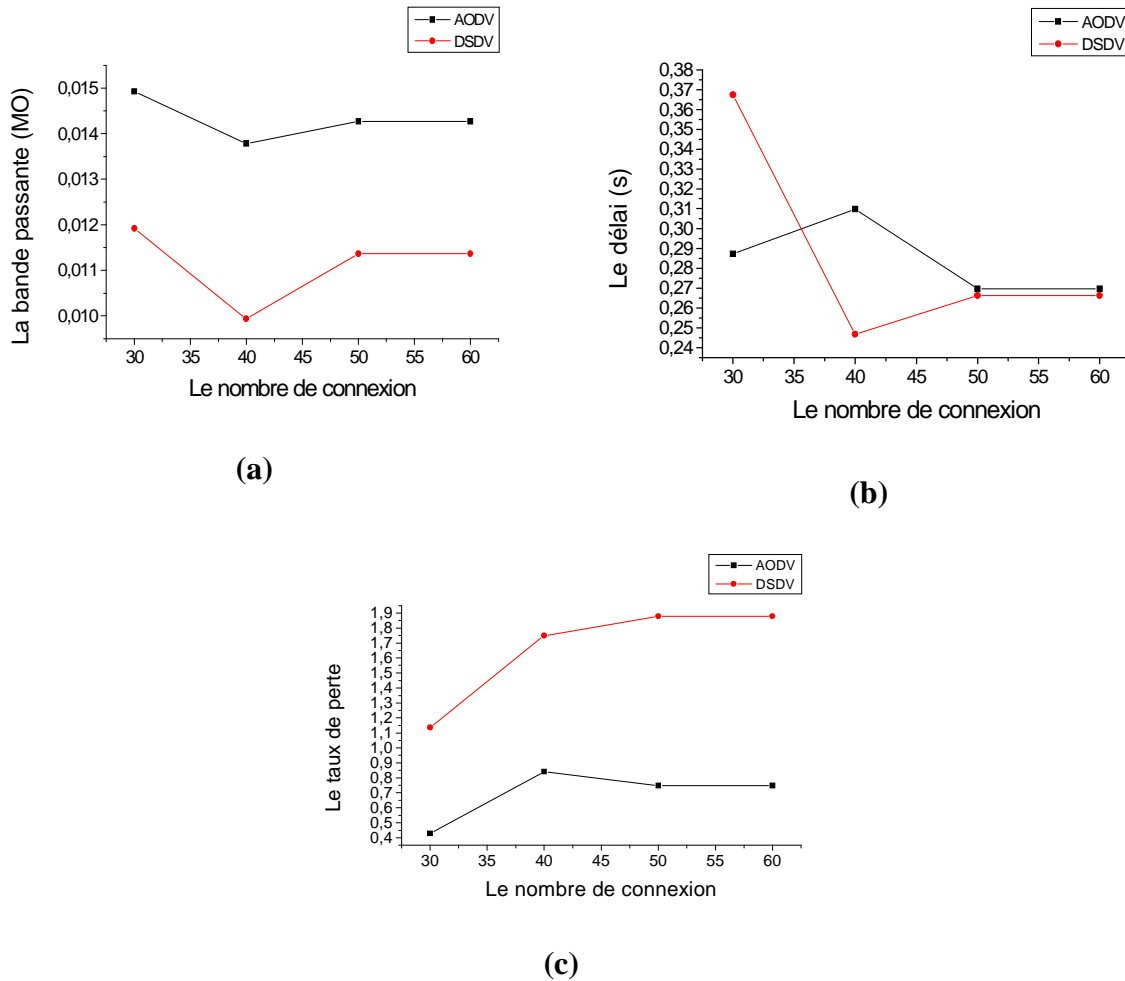 AODV
DSDV
La bande passante (MO)
0,015
0,014
0,013
0,012
0,011
0,010
30 35 40 45 50 55 60
Le nombre de connexion
(a)
AODV
DSDV
Le délai (s)
0,38
0,37
0,36
0,35
0,34
0,33
0,32
0,31
0,30
0,29
0,28
0,27
0,26
0,25
0,24
30 35 40 45 50 55 60
Le nombre de connexion
(b)
AODV
DSDV
Le taux de perte
1,9
1,8
1,7
1,6
1,5
1,4
1,3
1,2
1,1
1,0
0,9
0,8
0,7
0,6
0,5
0,4
30 35 40 45 50 55 60
Le nombre de connexion
(c)